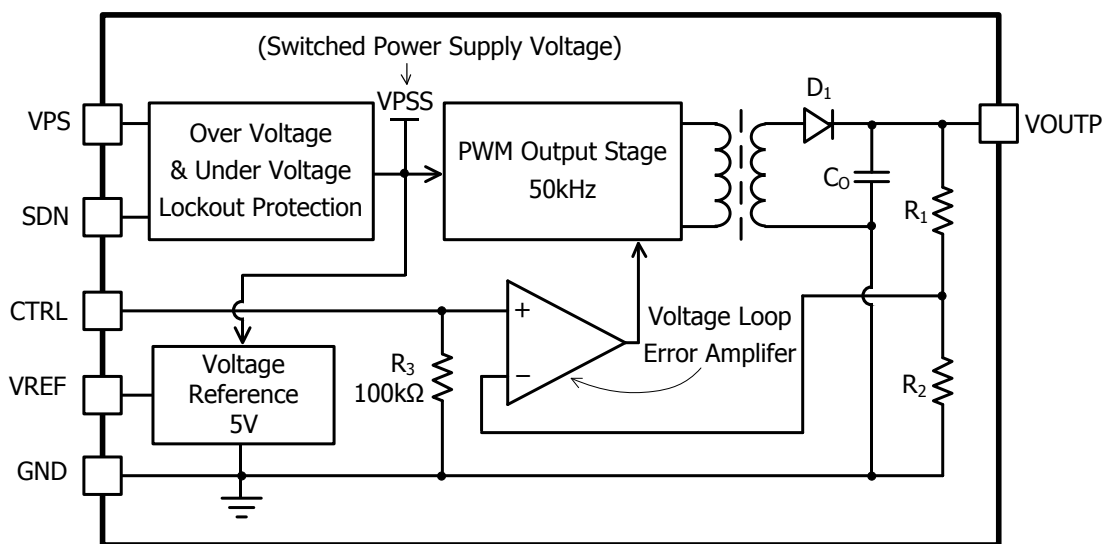 (Switched Power Supply Voltage)
VPSS
D1
VPS
VOUTP
Over Voltage
& Under Voltage
Lockout Protection
PWM Output Stage
50kHz
CO
R1
SDN
CTRL
+
Voltage Loop
Error Amplifer
Voltage
Reference
5V
R3
100kΩ
−
R2
VREF
GND